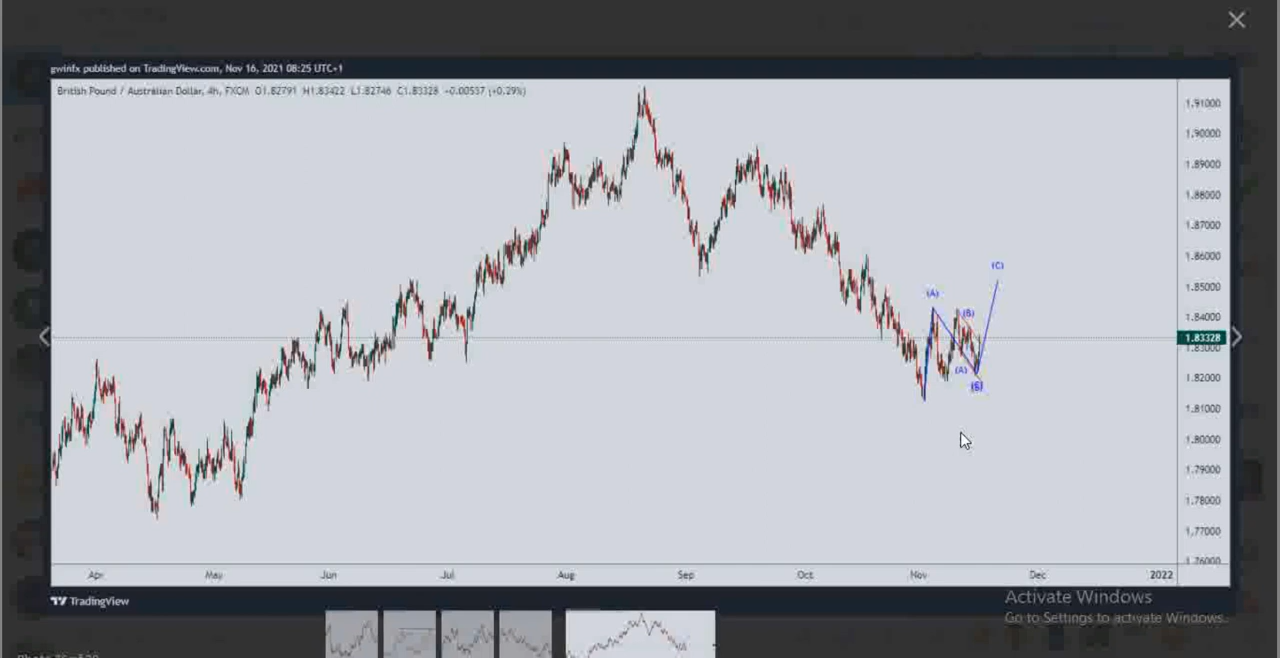 gwinfx published on TradingView.com, Nov 16, 2021 08:25 UTC+1
British Pound / Australian Dollar, 4h, FXCM O1.82791 H1.83422 L1.82746 C1.83328 +0.00537 (+0.29%)
1.91000
1.90000
1.89000
1.88000
1.87000
1.86000
(C)
1.85000
(A)
(B)
1.84000
1.83328
1.83000
(A)
1.82000
1.81000
1.80000
1.79000
1.78000
1.77000
1.76000
Apr May Jun Jul Aug Sep Oct Nov Dec 2022
TradingView
Activate Windows
Go to Settings to activate Windows.